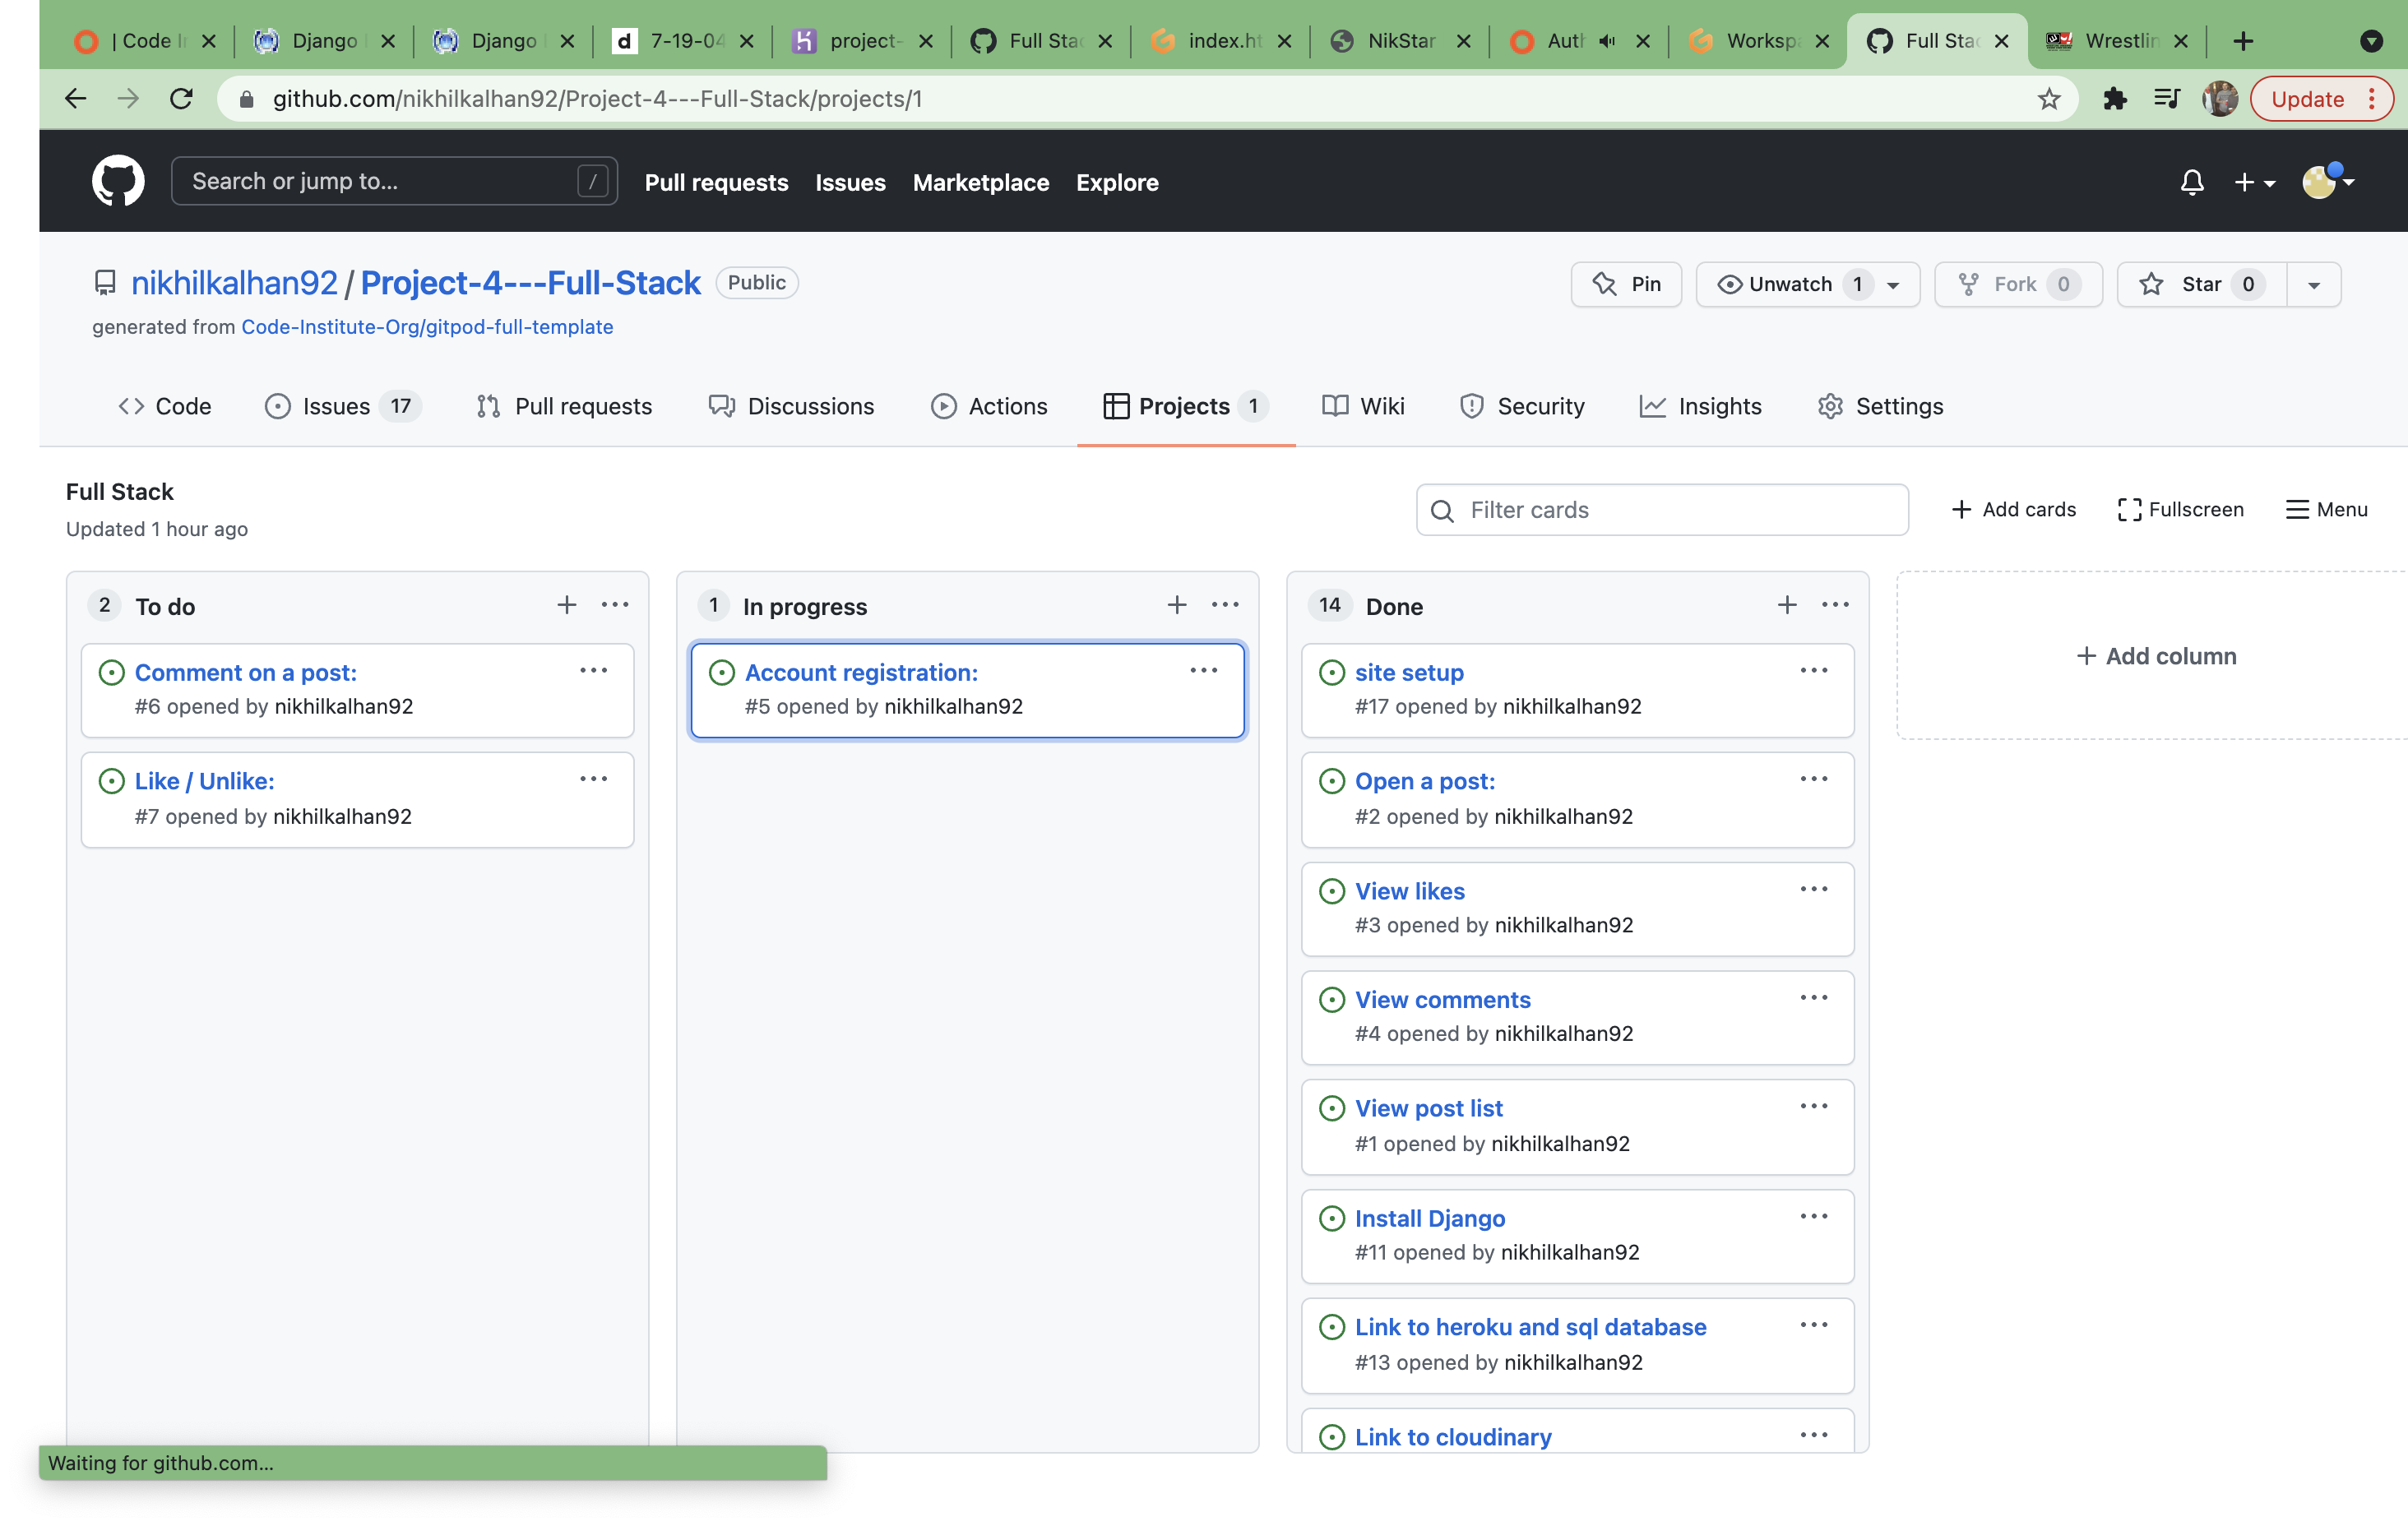 | Code I
Django
Django
d 7-19-04
project-
Full Sta
index.ht
NikStar
Auth
Worksp
Full Sta
Wrestlin
github.com/nikhilkalhan92/Project-4---Full-Stack/projects/1
Update
Search or jump to... /
Pull requests Issues Marketplace Explore
nikhilkalhan92 / Project-4---Full-Stack Public
Pin Unwatch 1 Fork 0 Star 0
generated from Code-Institute-Org/gitpod-full-template
Code Issues 17 Pull requests Discussions Actions Projects 1 Wiki Security Insights Settings
Full Stack
Updated 1 hour ago
Filter cards
+ Add cards Fullscreen Menu
2 To do
Comment on a post:
#6 opened by nikhilkalhan92
Like / Unlike:
#7 opened by nikhilkalhan92
1 In progress
Account registration:
#5 opened by nikhilkalhan92
14 Done
site setup
#17 opened by nikhilkalhan92
Open a post:
#2 opened by nikhilkalhan92
View likes
#3 opened by nikhilkalhan92
View comments
#4 opened by nikhilkalhan92
View post list
#1 opened by nikhilkalhan92
Install Django
#11 opened by nikhilkalhan92
Link to heroku and sql database
#13 opened by nikhilkalhan92
Link to cloudinary
+ Add column
Waiting for github.com...